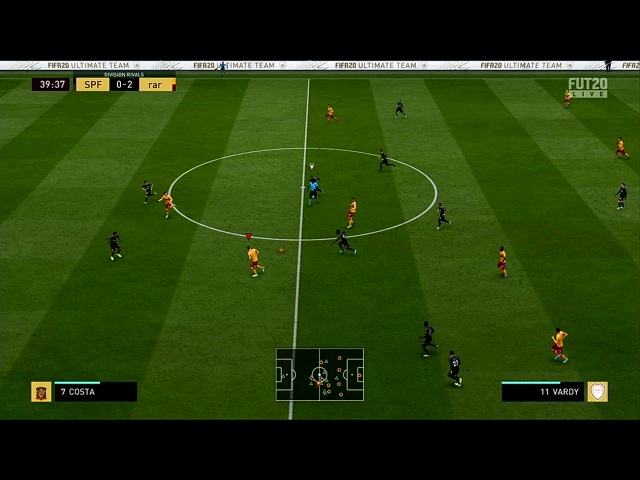 FIFA20 ULTIMATE TEAM FIFA20 ULTIMATE TEAM FIFA20 ULTIMATE TEAM FIFA20 ULTIMATE TEAM FIFA20
DIVISION RIVALS
39:37 SPF 0-2 rar
FUT20
LIVE
7 COSTA
11 VARDY